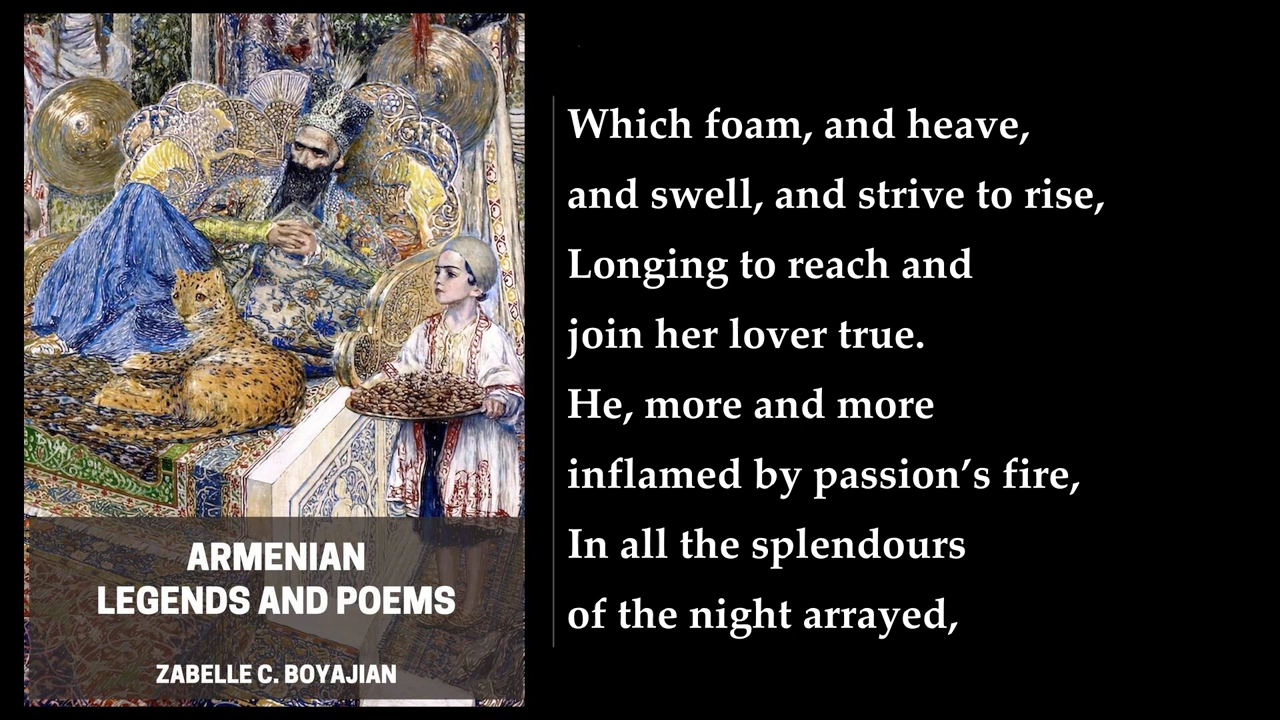 ARMENIAN
LEGENDS AND POEMS
ZABELLE C. BOYAJIAN
Which foam, and heave,
and swell, and strive to rise,
Longing to reach and
join her lover true.
He, more and more
inflamed by passion’s fire,
In all the splendours
of the night arrayed,